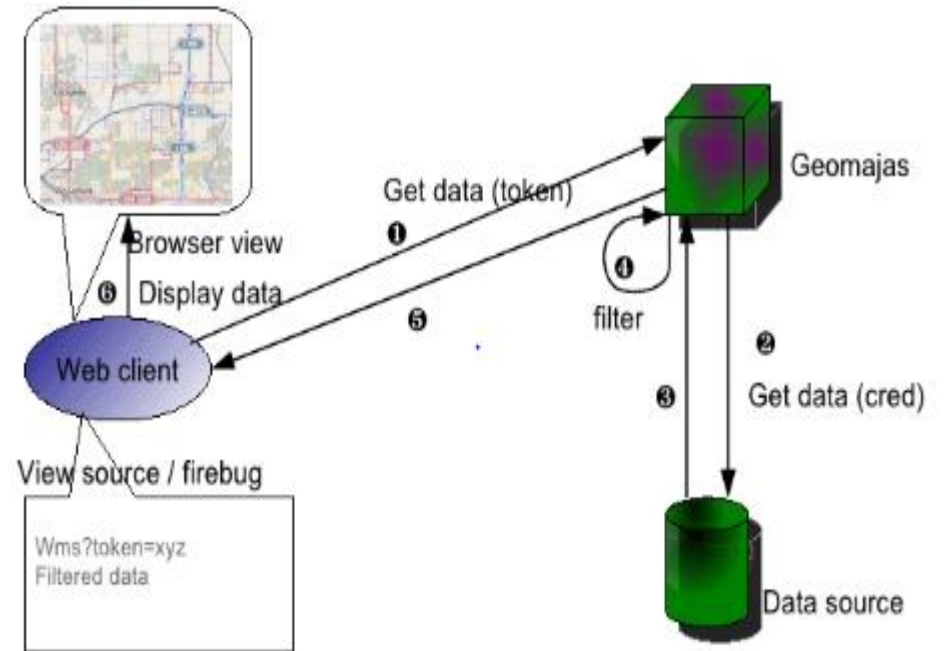 Geomajas
Get data (token)
❶
Browser view
❹
❻ Display data
❺
filter
❷
Web client
❸
Get data (cred)
View source / firebug
Wms?token=xyz
Filtered data
Data source